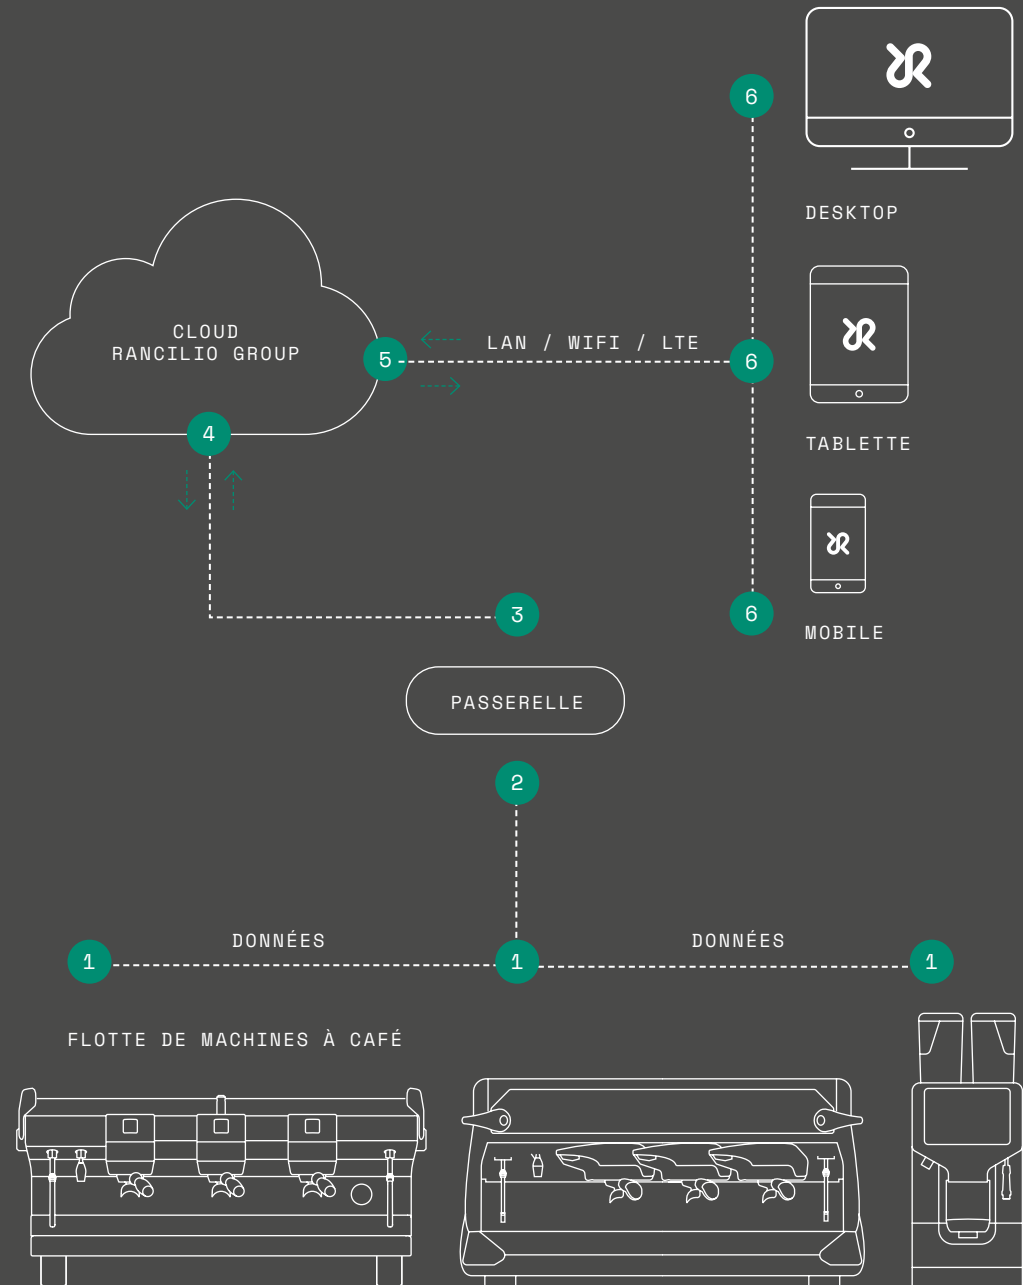 6
DESKTOP
CLOUD
RANCILIO GROUP
5
LAN / WIFI / LTE
6
4
TABLETTE
3
6
MOBILE
PASSERELLE
2
DONNÉES
DONNÉES
1
1
1
FLOTTE DE MACHINES À CAFÉ